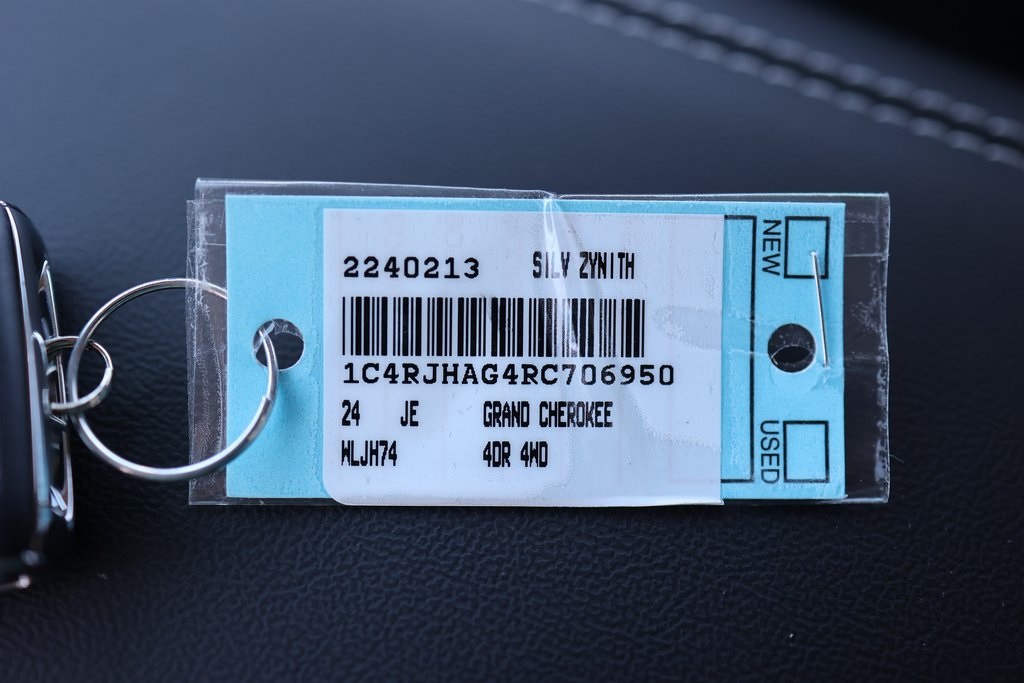 2240213 SILV ZYNITH
1C4RJHAG4RC706950
24 JE GRAND CHEROKEE
WLJH74 4DR 4WD
NEW
USED